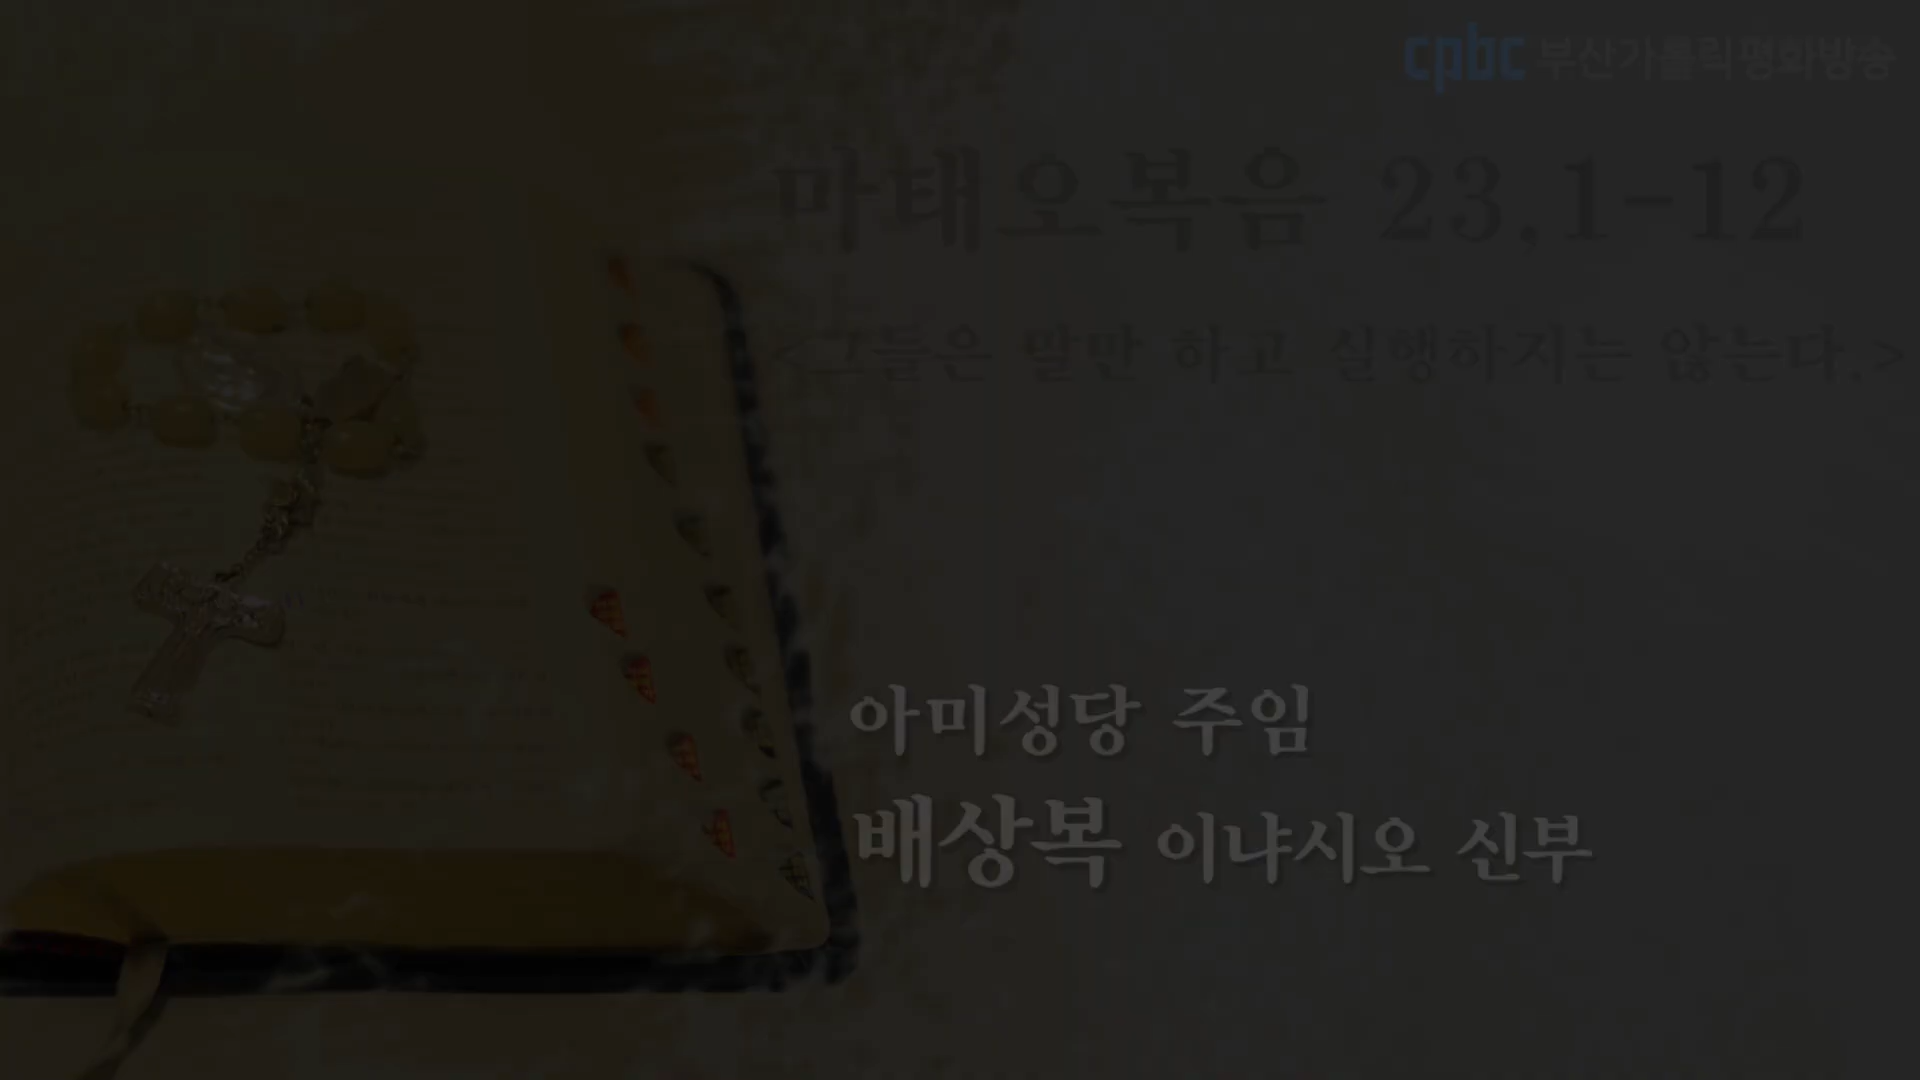 cpbc 부산가톨릭평화방송
마태오복음 23,1-12
<그들은 말만 하고 실행하지는 않는다.>
아미성당 주임
배상복 이냐시오 신부